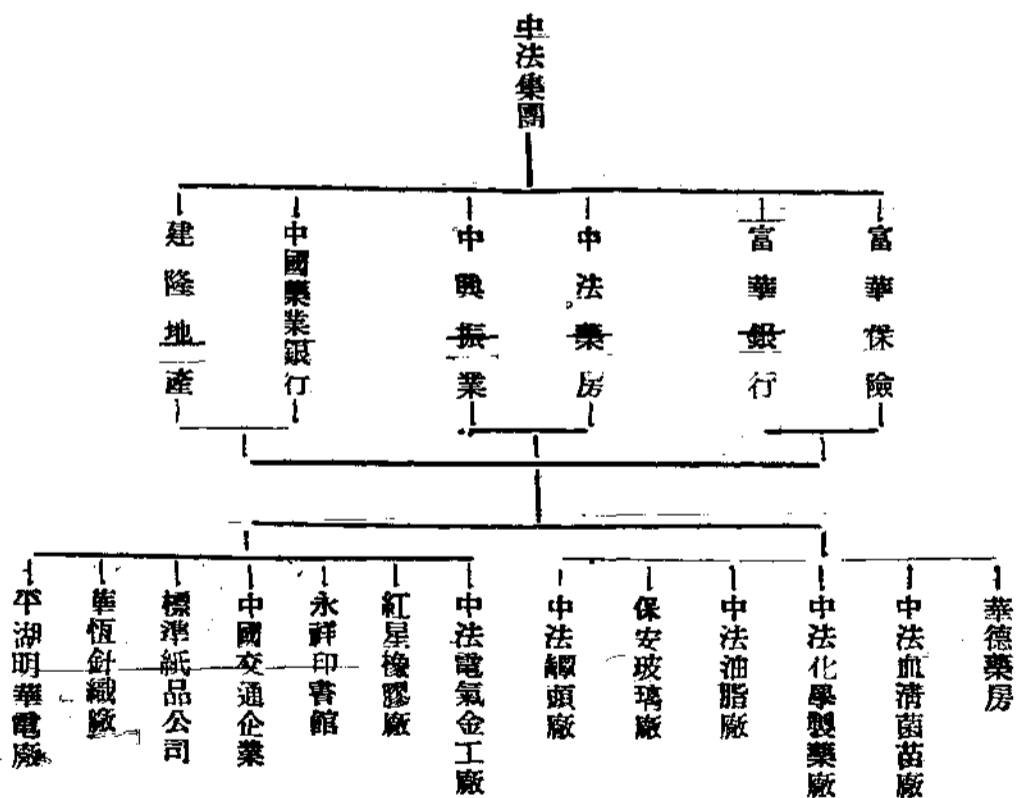 中法集團
富華保險
富華銀行
中法藥房
中興振業
中國藥業銀行
建隆地產
華德藥房
中法血清菌苗廠
中法化學製藥廠
中法油脂廠
保安玻璃廠
中法罐頭廠
中法電氣金工廠
紅星橡膠廠
永祥印書館
中國交通企業
標準紙品公司
華恆針織廠
平湖明華電廠